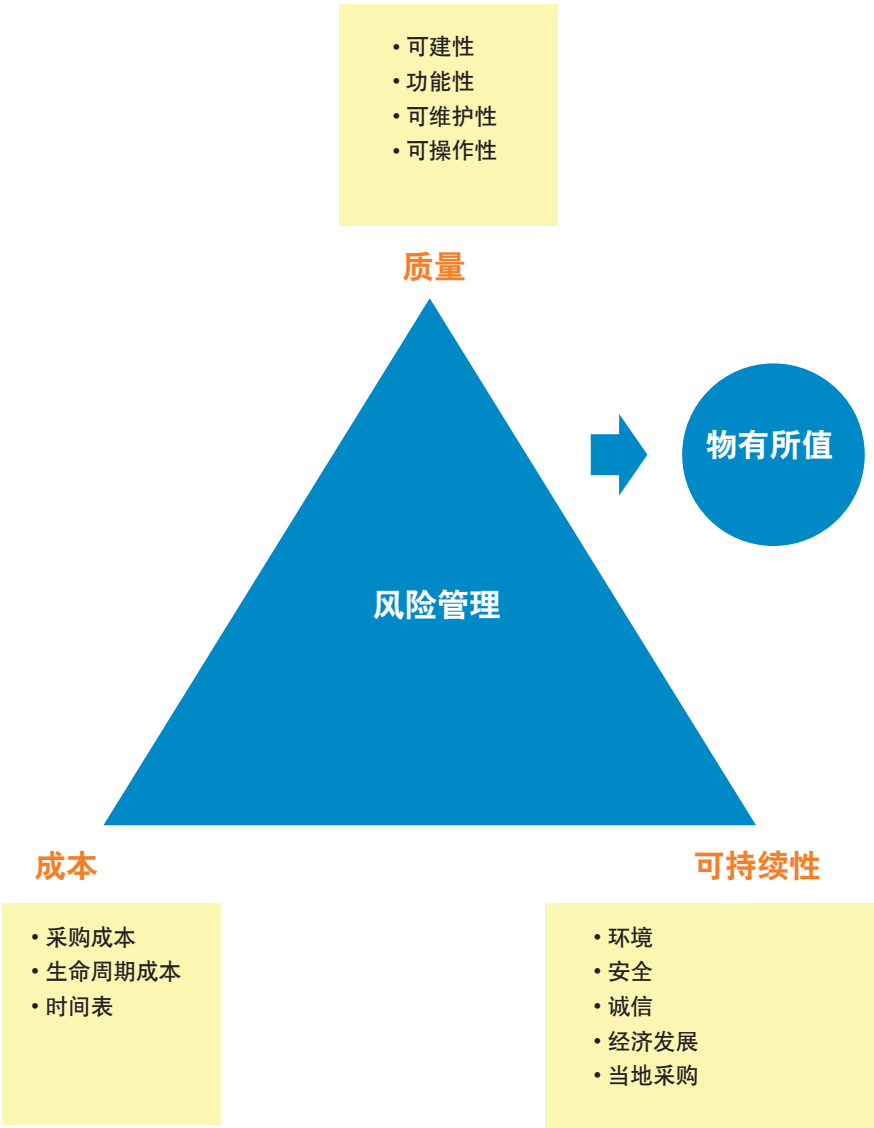 • 可建性
• 功能性
• 可维护性
• 可操作性
质量
物有所值
风险管理
成本
• 采购成本
• 生命周期成本
• 时间表
可持续性
• 环境
• 安全
• 诚信
• 经济发展
• 当地采购